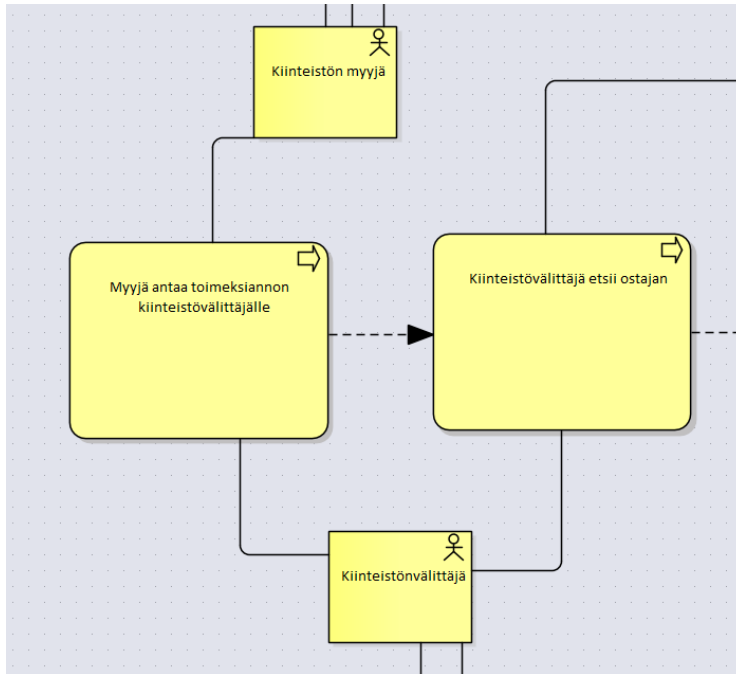 Kiinteistön myyjä
Myyjä antaa toimeksiannon
kiinteistövälittäjälle
Kiinteistövälittäjä etsii ostajan
Kiinteistönvälittäjä